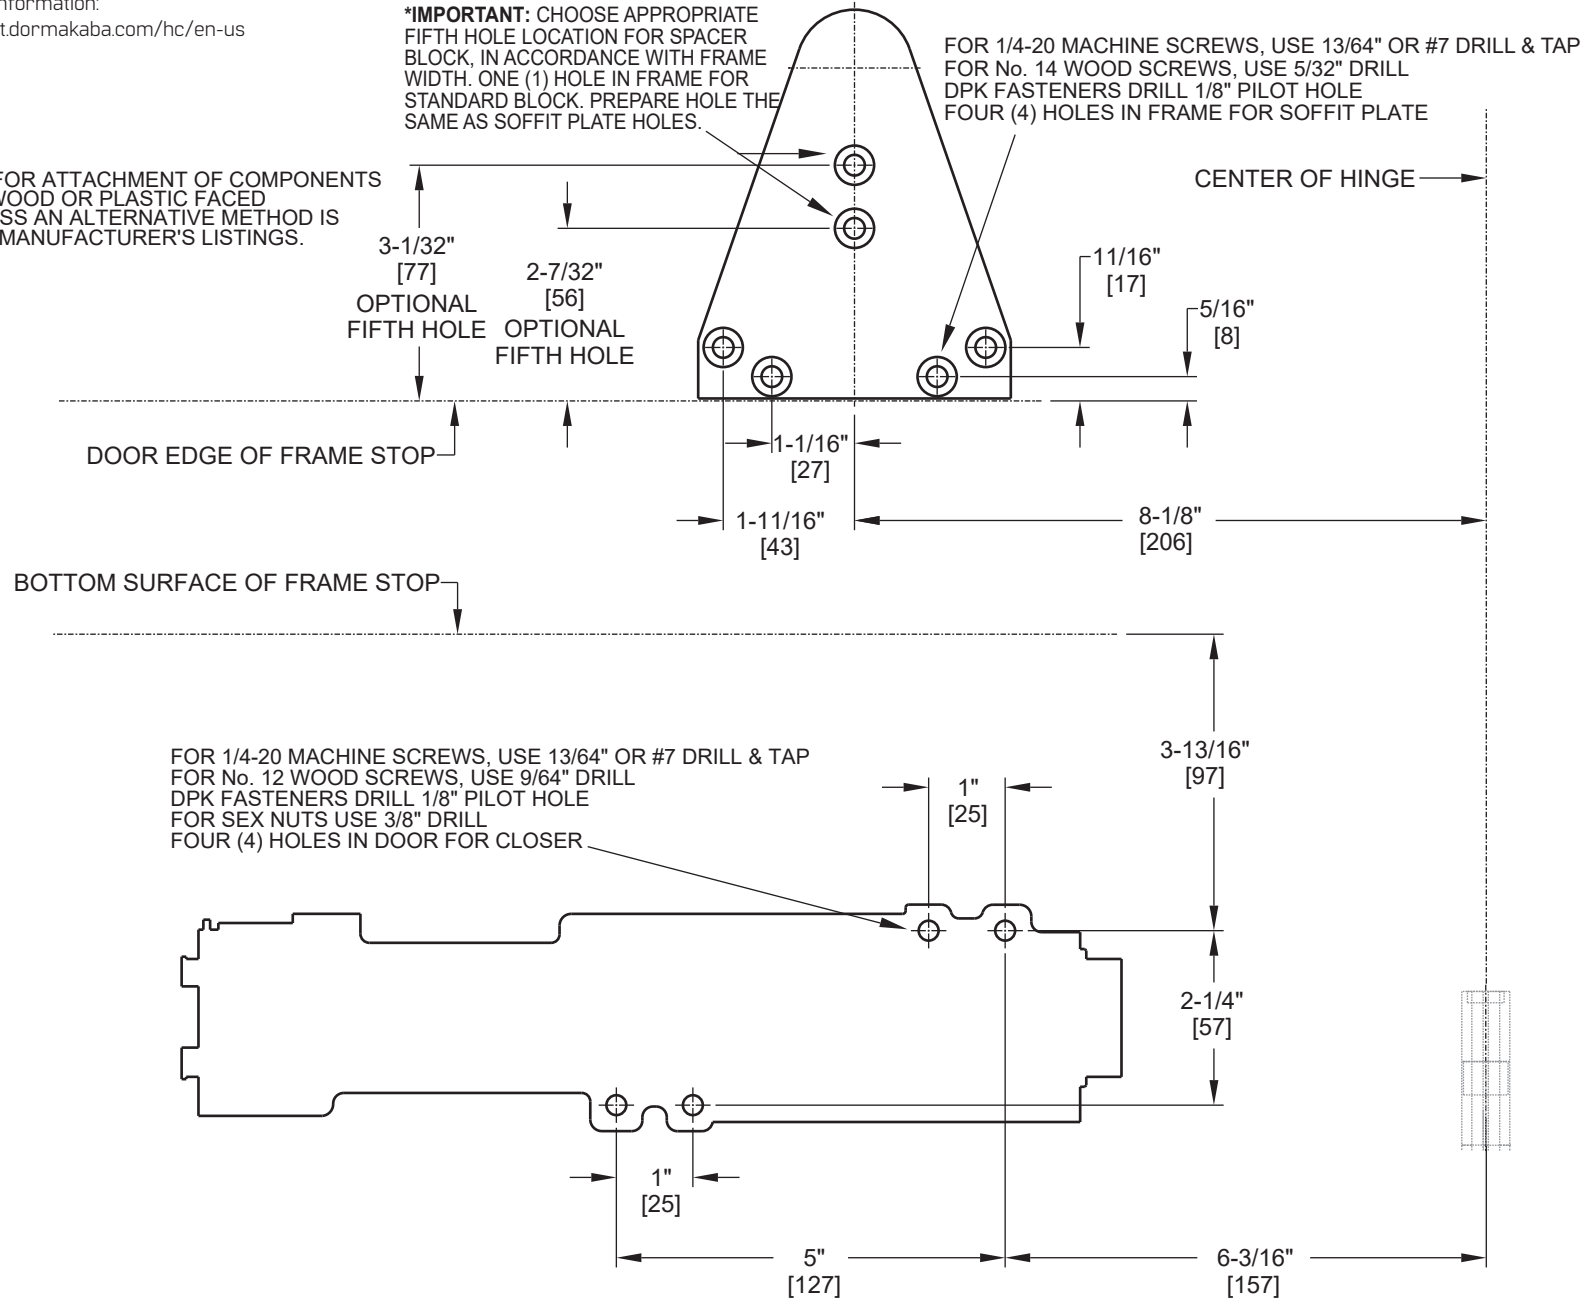 nformation:
t.dormakaba.com/hc/en-us
*IMPORTANT: CHOOSE APPROPRIATE
FIFTH HOLE LOCATION FOR SPACER
BLOCK, IN ACCORDANCE WITH FRAME
WIDTH. ONE (1) HOLE IN FRAME FOR
STANDARD BLOCK. PREPARE HOLE THE
SAME AS SOFFIT PLATE HOLES.
FOR 1/4-20 MACHINE SCREWS, USE 13/64" OR #7 DRILL & TAP
FOR No. 14 WOOD SCREWS, USE 5/32" DRILL
DPK FASTENERS DRILL 1/8" PILOT HOLE
FOUR (4) HOLES IN FRAME FOR SOFFIT PLATE
FOR ATTACHMENT OF COMPONENTS
WOOD OR PLASTIC FACED
SS AN ALTERNATIVE METHOD IS
MANUFACTURER'S LISTINGS.
CENTER OF HINGE
3-1/32"
[77]
OPTIONAL
FIFTH HOLE
2-7/32"
[56]
OPTIONAL
FIFTH HOLE
11/16"
[17]
5/16"
[8]
DOOR EDGE OF FRAME STOP
1-1/16"
[27]
1-11/16"
[43]
8-1/8"
[206]
BOTTOM SURFACE OF FRAME STOP
3-13/16"
[97]
FOR 1/4-20 MACHINE SCREWS, USE 13/64" OR #7 DRILL & TAP
FOR No. 12 WOOD SCREWS, USE 9/64" DRILL
DPK FASTENERS DRILL 1/8" PILOT HOLE
FOR SEX NUTS USE 3/8" DRILL
FOUR (4) HOLES IN DOOR FOR CLOSER
1"
[25]
2-1/4"
[57]
1"
[25]
5"
[127]
6-3/16"
[157]